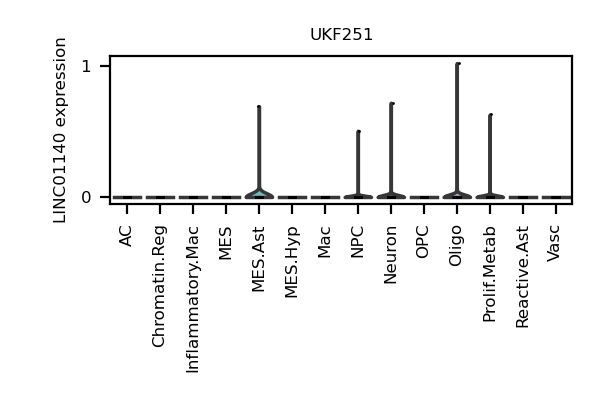 UKF251
LINC01140 expression
1
0
AC
Chromatin.Reg
Inflammatory.Mac
MES
MES.Ast
MES.Hyp
Mac
NPC
Neuron
OPC
Oligo
Prolif.Metab
Reactive.Ast
Vasc